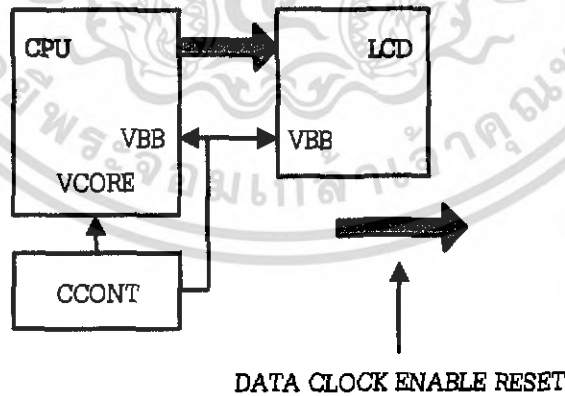 CPU
LCD
VBB
VBB
VCORE
CCONT
DATA CLOCK ENABLE RESET